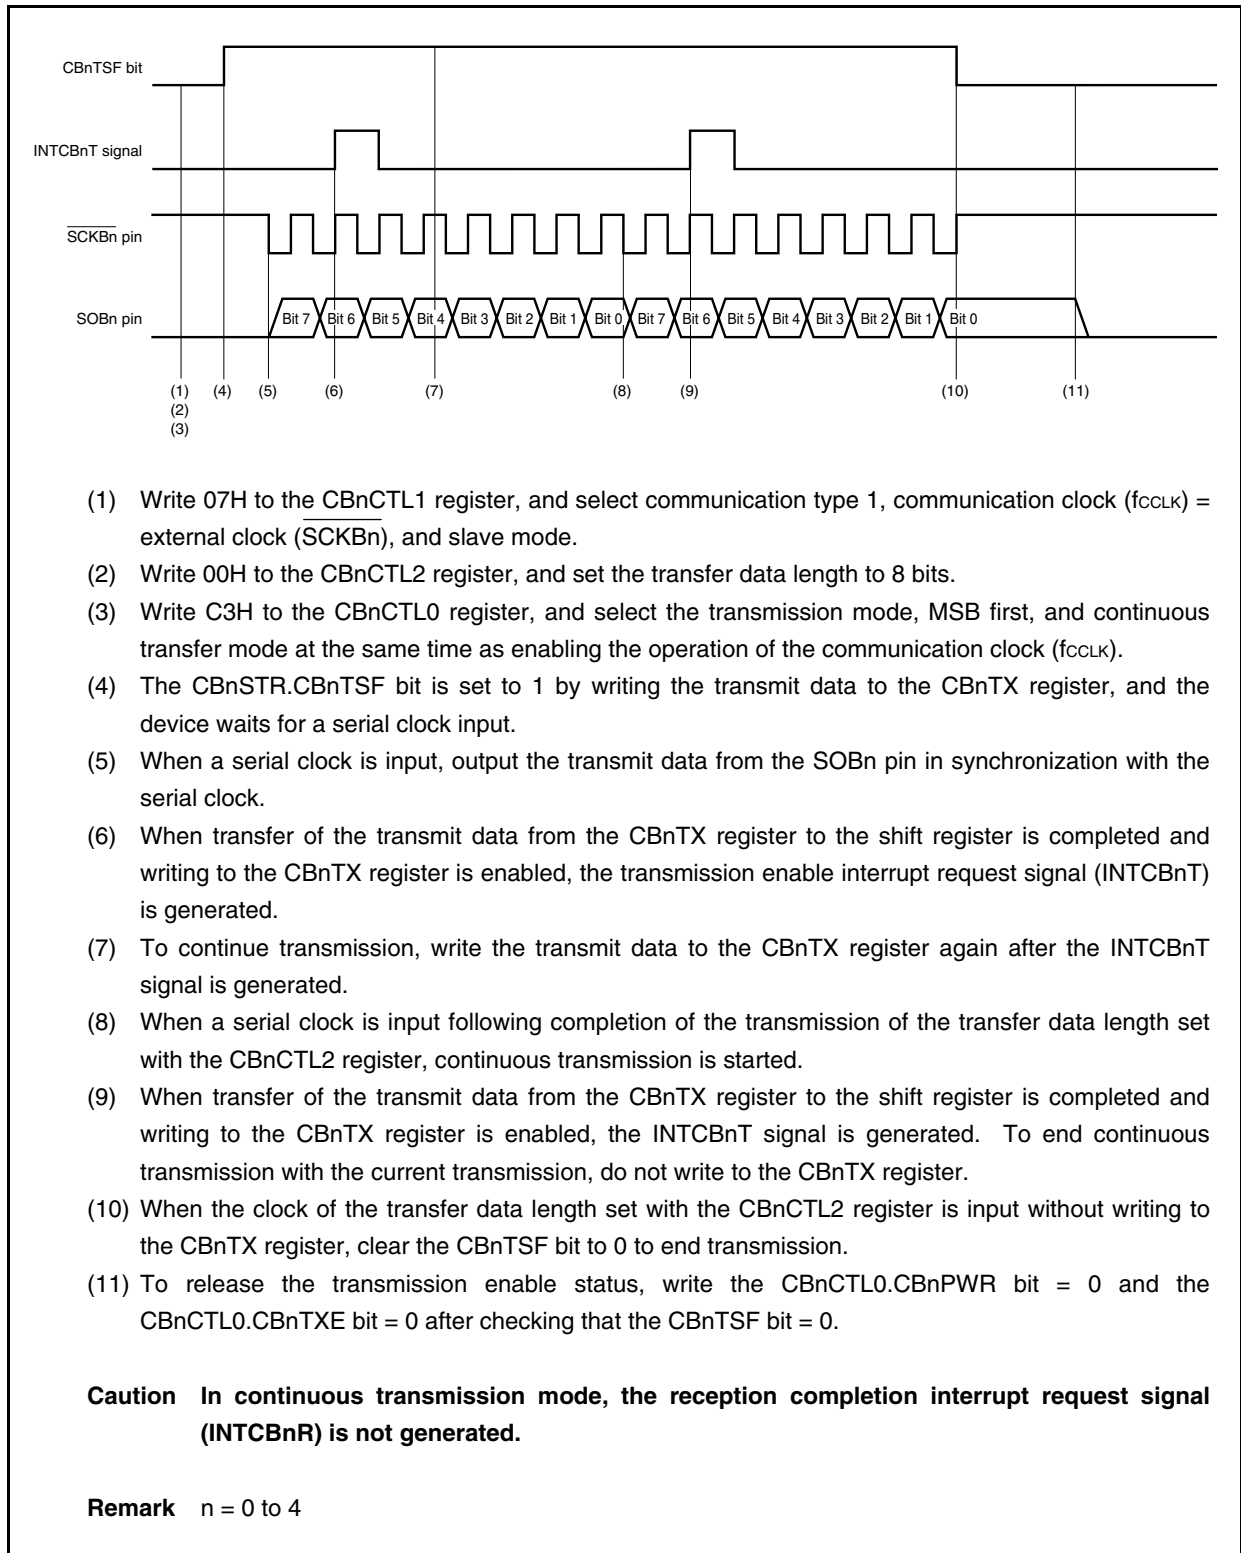 CBnTSF bit
INTCBnT signal
SCKBn pin
SOBn pin
Bit 7 Bit 6 Bit 5 Bit 4 Bit 3 Bit 2 Bit 1 Bit 0 Bit 7 Bit 6 Bit 5 Bit 4 Bit 3 Bit 2 Bit 1 Bit 0
(1) (4) (5) (6) (7) (8) (9) (10) (11)
(2)
(3)
(1) Write 07H to the CBnCTL1 register, and select communication type 1, communication clock (fCCLK) =
external clock (SCKBn), and slave mode.
(2) Write 00H to the CBnCTL2 register, and set the transfer data length to 8 bits.
(3) Write C3H to the CBnCTL0 register, and select the transmission mode, MSB first, and continuous
transfer mode at the same time as enabling the operation of the communication clock (fCCLK).
(4) The CBnSTR.CBnTSF bit is set to 1 by writing the transmit data to the CBnTX register, and the
device waits for a serial clock input.
(5) When a serial clock is input, output the transmit data from the SOBn pin in synchronization with the
serial clock.
(6) When transfer of the transmit data from the CBnTX register to the shift register is completed and
writing to the CBnTX register is enabled, the transmission enable interrupt request signal (INTCBnT)
is generated.
(7) To continue transmission, write the transmit data to the CBnTX register again after the INTCBnT
signal is generated.
(8) When a serial clock is input following completion of the transmission of the transfer data length set
with the CBnCTL2 register, continuous transmission is started.
(9) When transfer of the transmit data from the CBnTX register to the shift register is completed and
writing to the CBnTX register is enabled, the INTCBnT signal is generated. To end continuous
transmission with the current transmission, do not write to the CBnTX register.
(10) When the clock of the transfer data length set with the CBnCTL2 register is input without writing to
the CBnTX register, clear the CBnTSF bit to 0 to end transmission.
(11) To release the transmission enable status, write the CBnCTL0.CBnPWR bit = 0 and the
CBnCTL0.CBnTXE bit = 0 after checking that the CBnTSF bit = 0.
Caution In continuous transmission mode, the reception completion interrupt request signal
(INTCBnR) is not generated.
Remark n = 0 to 4